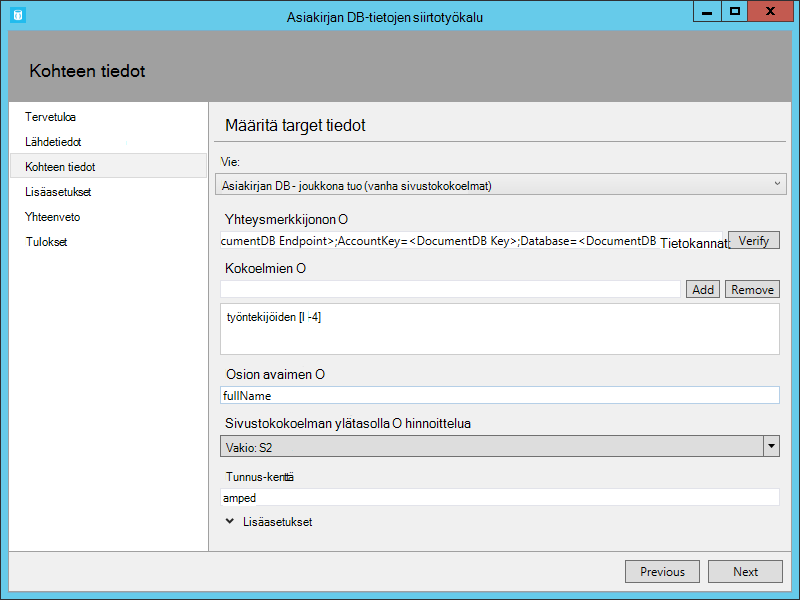 Asiakirjan DB-tietojen siirtotyökalu
Kohteen tiedot
Tervetuloa
Lähdetiedot
Kohteen tiedot
Lisäasetukset
Yhteenveto
Tulokset
Määritä target tiedot
Vie:
Asiakirjan DB - joukkona tuo (vanha sivustokokoelmat)
Yhteysmerkkijonon O
cumentDB Endpoint>;AccountKey=<DocumentDB Key>;Database=<DocumentDB Tietokannat; Verify
Kokoelmien O
Add Remove
työntekijöiden [I -4]
Osion avaimen O
fullName
Sivustokokoelman ylätasolla O hinnoittelua
Vakio: S2
Tunnus-kenttä
amped
Lisäasetukset
Previous Next